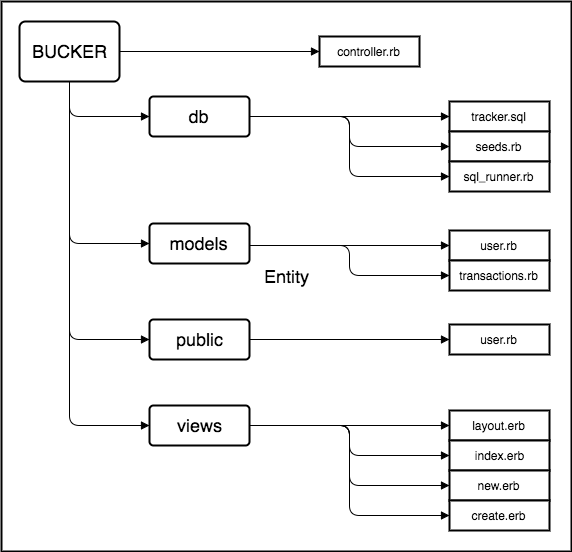 BUCKER
controller.rb
db
tracker.sql
seeds.rb
sql_runner.rb
models
user.rb
transactions.rb
Entity
public
user.rb
views
layout.erb
index.erb
new.erb
create.erb